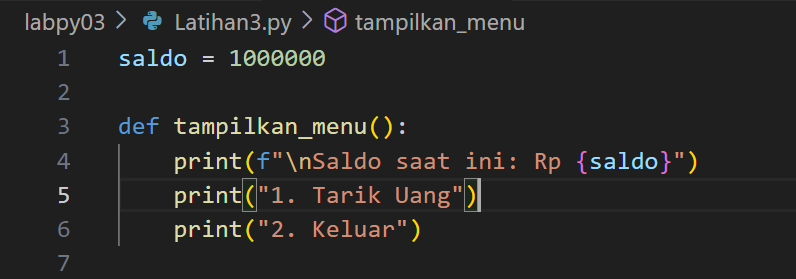 labpy03 > Latihan3.py > tampilkan_menu
1 saldo = 1000000
2
3 def tampilkan_menu():
4     print(f"\nSaldo saat ini: Rp {saldo}")
5     print("1. Tarik Uang")
6     print("2. Keluar")
7